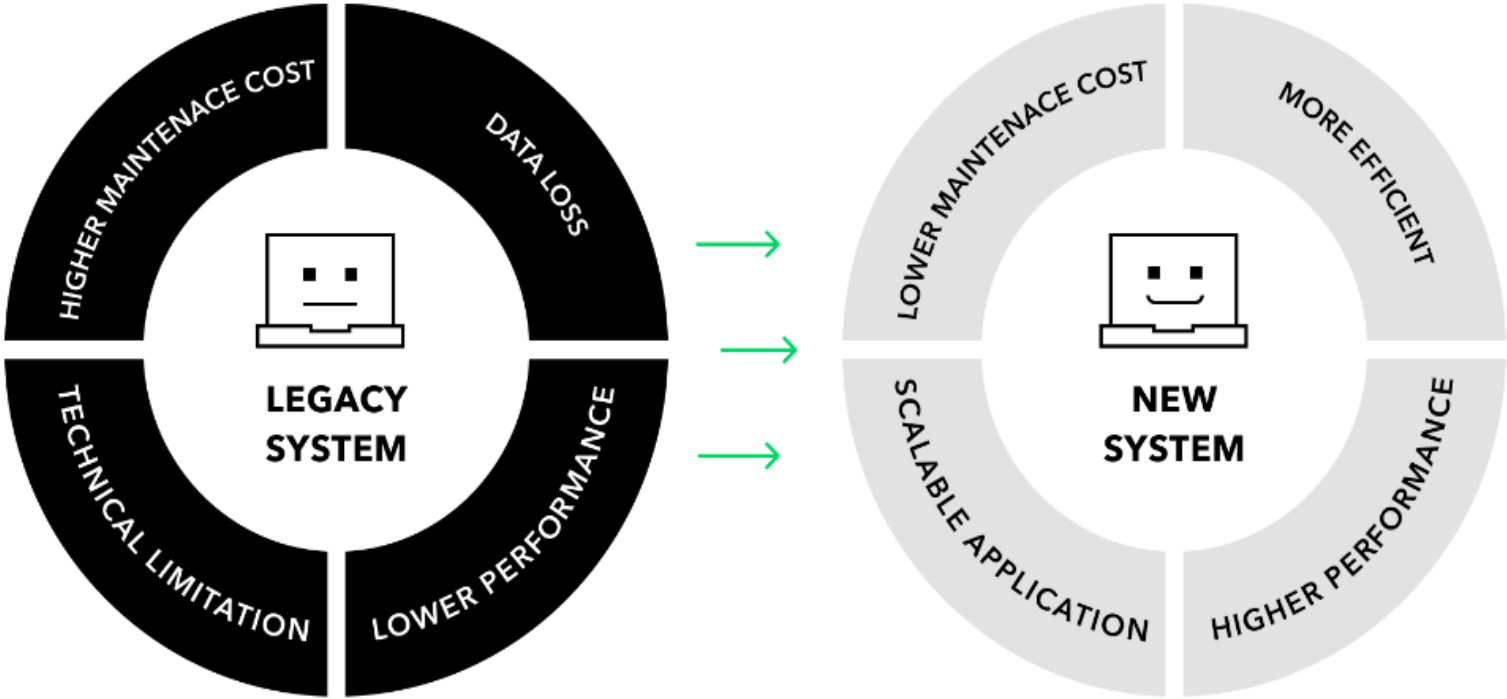 HIGHER MAINTENACE COST
DATA LOSS
TECHNICAL LIMITATION
LOWER PERFORMANCE
LEGACY
SYSTEM
LOWER MAINTENACE COST
MORE EFFICIENT
SCALABLE APPLICATION
HIGHER PERFORMANCE
NEW
SYSTEM